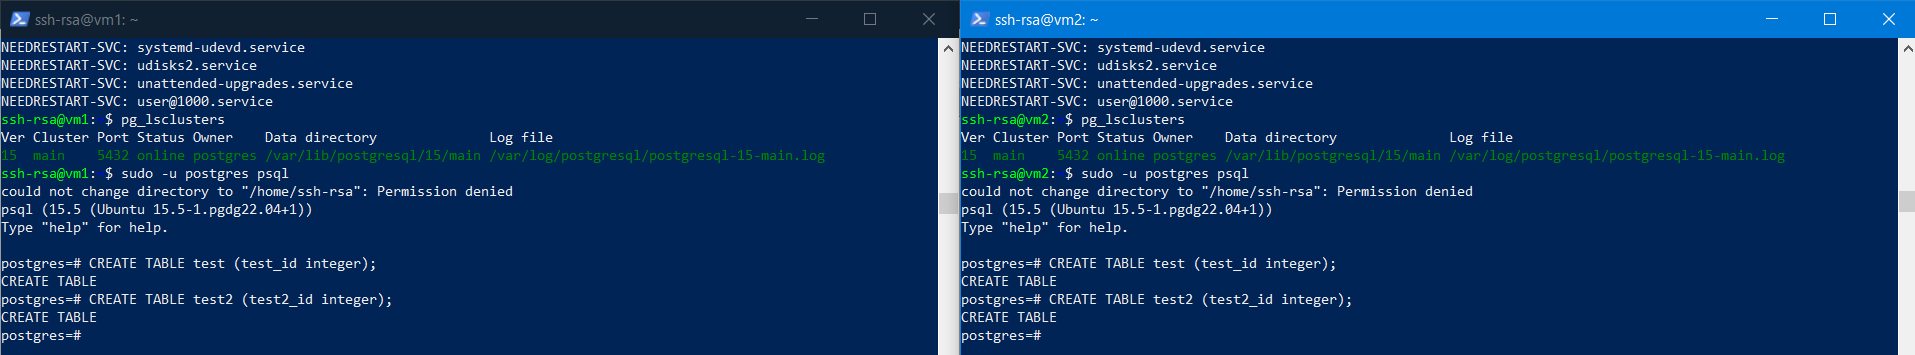 ssh-rsa@vm1: ~
NEEDRESTART-SVC: systemd-udevd.service
NEEDRESTART-SVC: udisks2.service
NEEDRESTART-SVC: unattended-upgrades.service
NEEDRESTART-SVC: user@1000.service
ssh-rsa@vm1:~$ pg_lsclusters
Ver Cluster Port Status Owner    Data directory              Log file
15  main    5432 online postgres /var/lib/postgresql/15/main /var/log/postgresql/postgresql-15-main.log
ssh-rsa@vm1:~$ sudo -u postgres psql
could not change directory to "/home/ssh-rsa": Permission denied
psql (15.5 (Ubuntu 15.5-1.pgdg22.04+1))
Type "help" for help.
postgres=# CREATE TABLE test (test_id integer);
CREATE TABLE
postgres=# CREATE TABLE test2 (test2_id integer);
CREATE TABLE
postgres=#
ssh-rsa@vm2: ~
NEEDRESTART-SVC: systemd-udevd.service
NEEDRESTART-SVC: udisks2.service
NEEDRESTART-SVC: unattended-upgrades.service
NEEDRESTART-SVC: user@1000.service
ssh-rsa@vm2:~$ pg_lsclusters
Ver Cluster Port Status Owner    Data directory              Log file
15  main    5432 online postgres /var/lib/postgresql/15/main /var/log/postgresql/postgresql-15-main.log
ssh-rsa@vm2:~$ sudo -u postgres psql
could not change directory to "/home/ssh-rsa": Permission denied
psql (15.5 (Ubuntu 15.5-1.pgdg22.04+1))
Type "help" for help.
postgres=# CREATE TABLE test (test_id integer);
CREATE TABLE
postgres=# CREATE TABLE test2 (test2_id integer);
CREATE TABLE
postgres=#